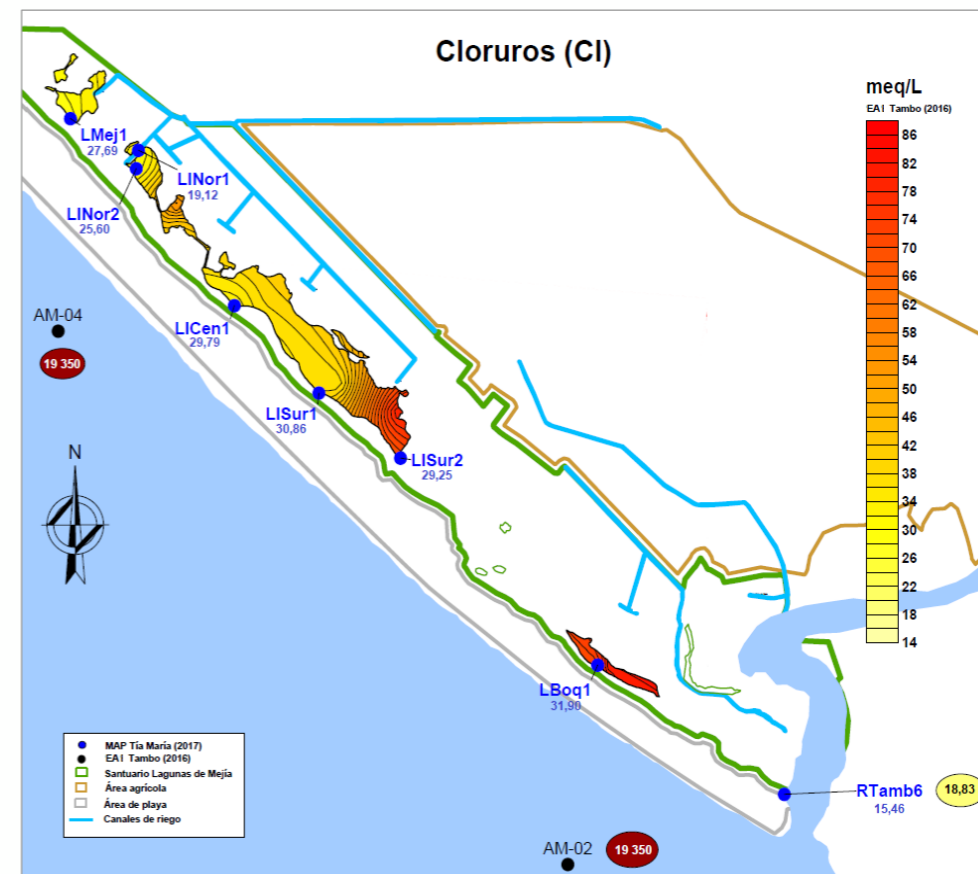 Cloruros (Cl)
meq/L
EAI Tambo (2016)
86
82
78
74
70
66
62
58
54
50
46
42
38
34
30
26
22
18
14
LMej1
27,69
LINor1
19,12
LINor2
25,60
LICen1
29,79
AM-04
19 350
LISur1
30,86
LISur2
29,25
N
LBoq1
31,90
RTamb6
15,46
18,83
AM-02
19 350
MAP Tía María (2017)
EAI Tambo (2016)
Santuario Lagunas de Mejía
Área agrícola
Área de playa
Canales de riego